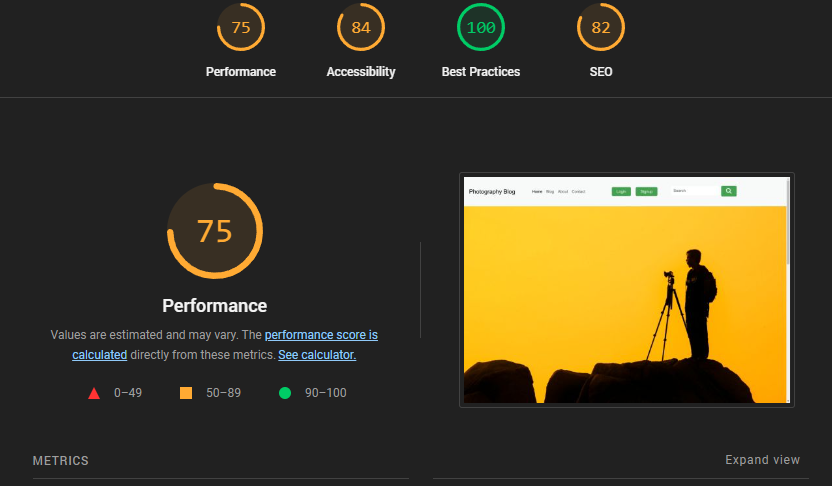 75 84 100 82
Performance Accessibility Best Practices SEO
75
Performance
Values are estimated and may vary. The performance score is
calculated directly from these metrics. See calculator.
0–49 50–89 90–100
Photography Blog Home Blog About Contact Login Signup Search
METRICS Expand view